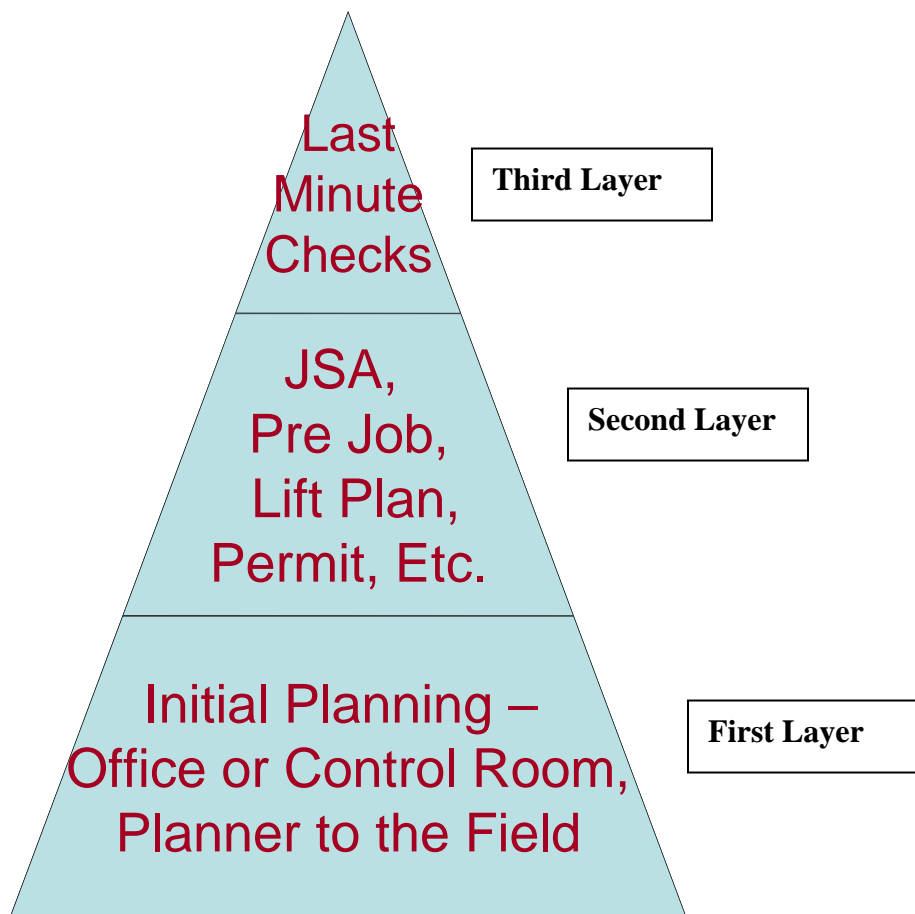 Last
Minute
Checks
Third Layer
JSA,
Pre Job,
Lift Plan,
Permit, Etc.
Second Layer
Initial Planning –
Office or Control Room,
Planner to the Field
First Layer